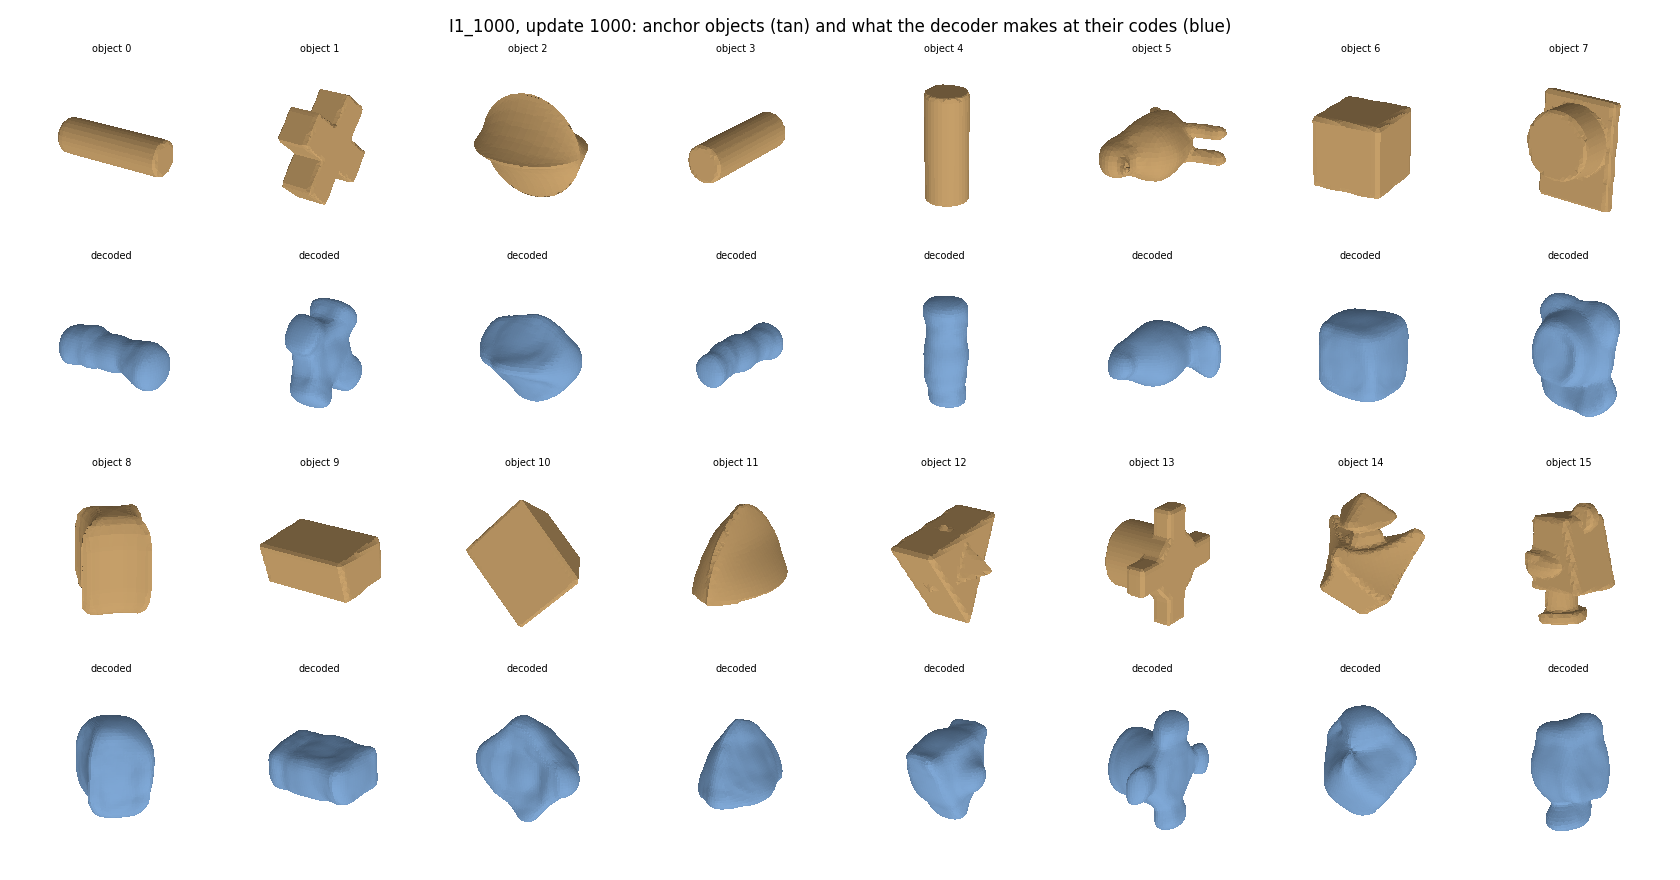 I1_1000, update 1000: anchor objects (tan) and what the decoder makes at their codes (blue)
object 0 object 1 object 2 object 3 object 4 object 5 object 6 object 7
decoded decoded decoded decoded decoded decoded decoded decoded
object 8 object 9 object 10 object 11 object 12 object 13 object 14 object 15
decoded decoded decoded decoded decoded decoded decoded decoded